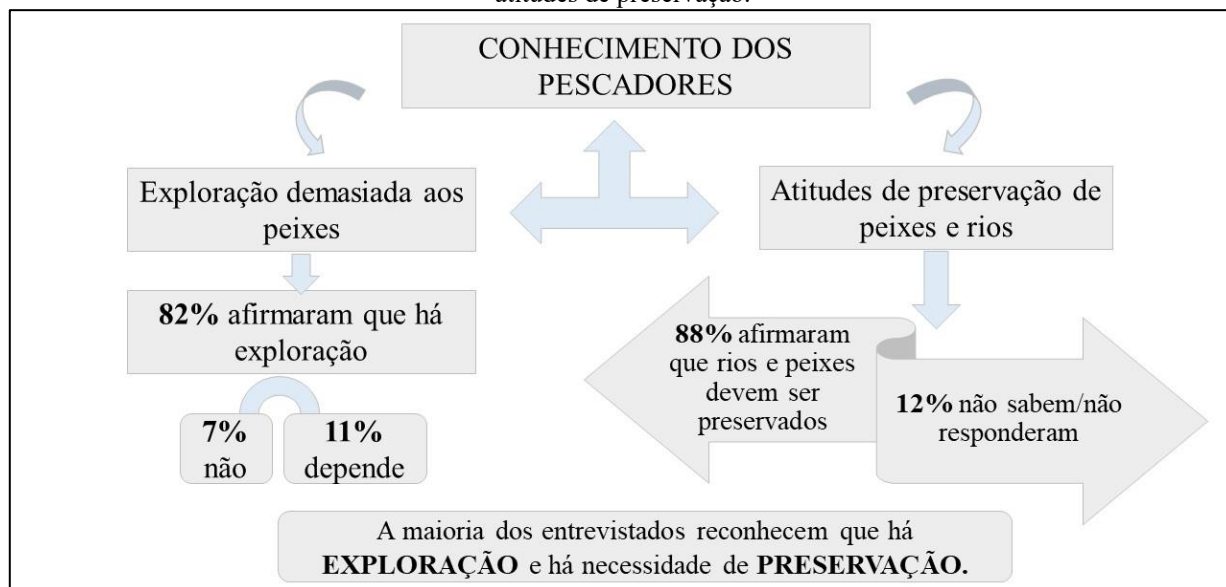 atitudes de preservação.
CONHECIMENTO DOS
PESCADORES
Exploração demasiada aos
peixes
Atitudes de preservação de
peixes e rios
82% afirmaram que há
exploração
7%
não
11%
depende
88% afirmaram
que rios e peixes
devem ser
preservados
12% não sabem/não
responderam
A maioria dos entrevistados reconhecem que há
EXPLORAÇÃO e há necessidade de PRESERVAÇÃO.